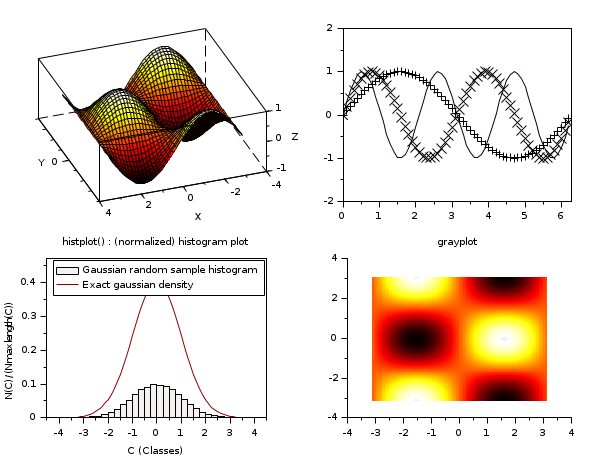 1
0
-1
Z
Y 0
4
2
0
-2
-4
X
2
1
0
-1
-2
0 1 2 3 4 5 6
histplot() : (normalized) histogram plot
Gaussian random sample histogram
Exact gaussian density
N(C)/(Nmax length(C))
0.4
0.3
0.2
0.1
0
-4 -3 -2 -1 0 1 2 3 4
C (Classes)
grayplot
4
2
0
-2
-4
-4 -3 -2 -1 0 1 2 3 4